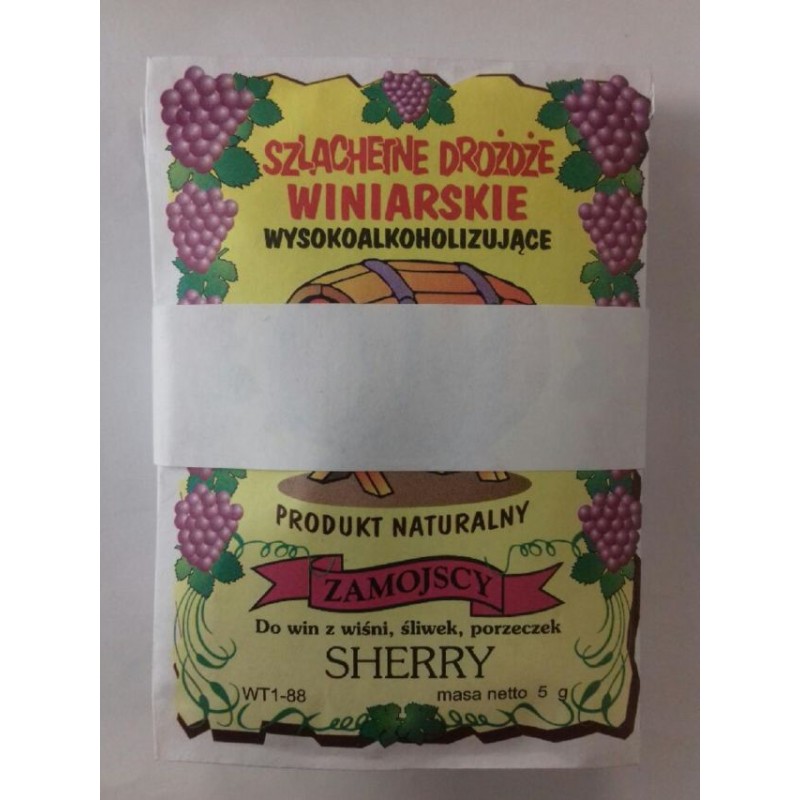 SZLACHETNE DROŻDŻE
WINIARSKIE
WYSOKOALKOHOLIZUJĄCE
PRODUKT NATURALNY
ZAMOJSCY
Do win z wiśni, śliwek, porzeczek
SHERRY
WT1-88 masa netto 5 g